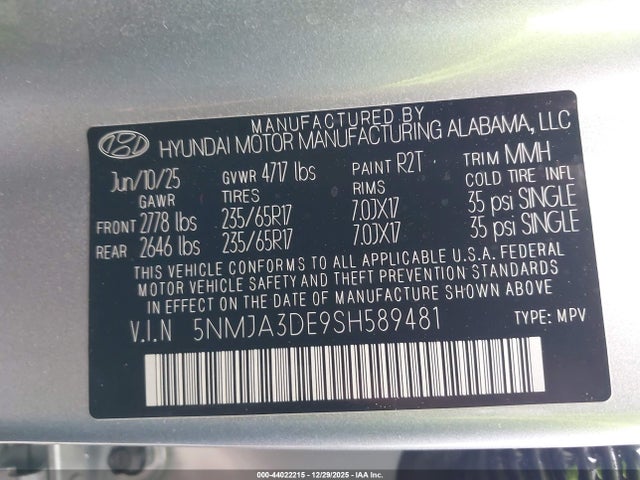 MANUFACTURED BY
HYUNDAI MOTOR MANUFACTURING ALABAMA, LLC
Jun/10/25 GVWR 4717 lbs PAINT R2T TRIM MMH
GAWR TIRES RIMS COLD TIRE INFL
FRONT 2778 lbs 235/65R17 7.0JX17 35 psi SINGLE
REAR 2646 lbs 235/65R17 7.0JX17 35 psi SINGLE
THIS VEHICLE CONFORMS TO ALL APPLICABLE U.S.A. FEDERAL
MOTOR VEHICLE SAFETY AND THEFT PREVENTION STANDARDS
IN EFFECT ON THE DATE OF MANUFACTURE SHOWN ABOVE
V.I.N 5NMJA3DE9SH589481 TYPE: MPV
000-44022215 - 12/29/2025 - IAA Inc.